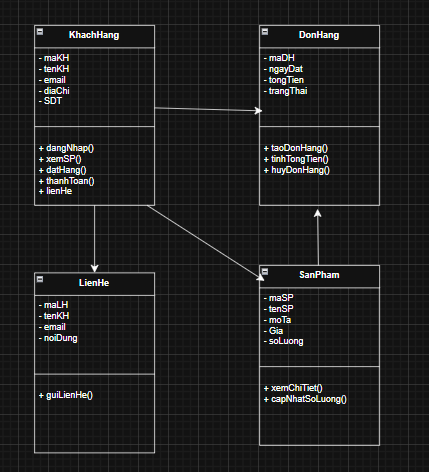 KhachHang
- maKH
- tenKH
- email
- diaChi
- SDT
+ dangNhap()
+ xemSP()
+ datHang()
+ thanhToan()
+ lienHe
DonHang
- maDH
- ngayDat
- tongTien
- trangThai
+ taoDonHang()
+ tinhTongTien()
+ huyDonHang()
LienHe
- maLH
- tenKH
- email
- noiDung
+ guiLienHe()
SanPham
- maSP
- tenSP
- moTa
- Gia
- soLuong
+ xemChiTiet()
+ capNhatSoLuong()